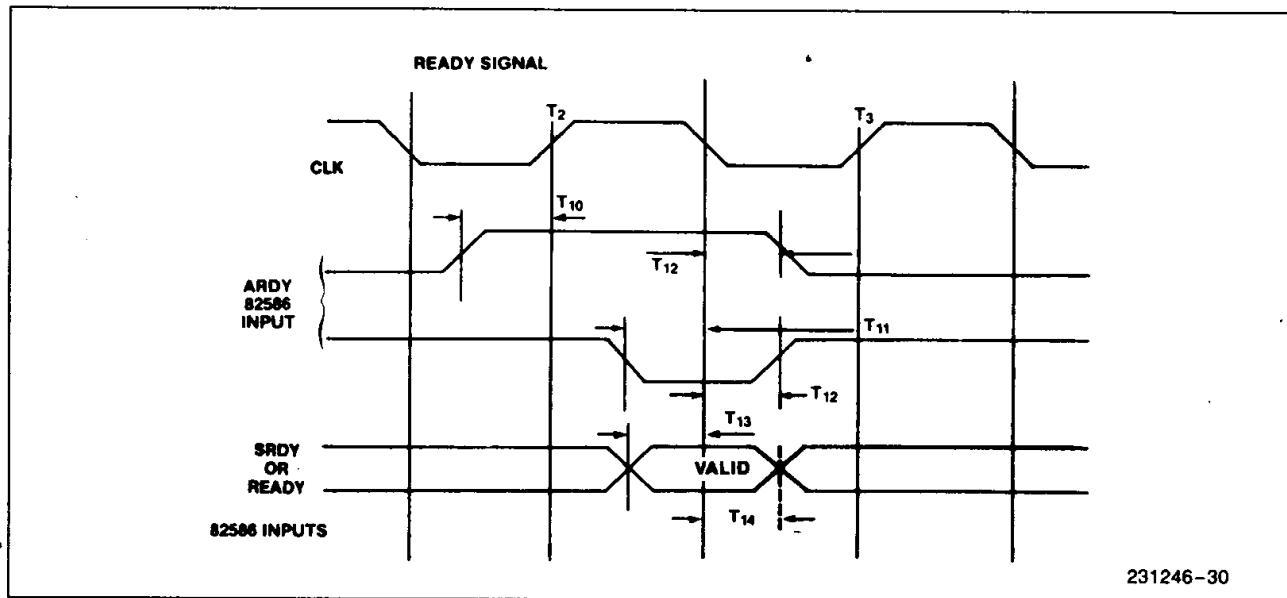 READY SIGNAL
T2
T3
CLK
T10
T12
ARDY
82586
INPUT
T11
T12
T13
SRDY
OR
READY
VALID
T14
82586 INPUTS
231246-30